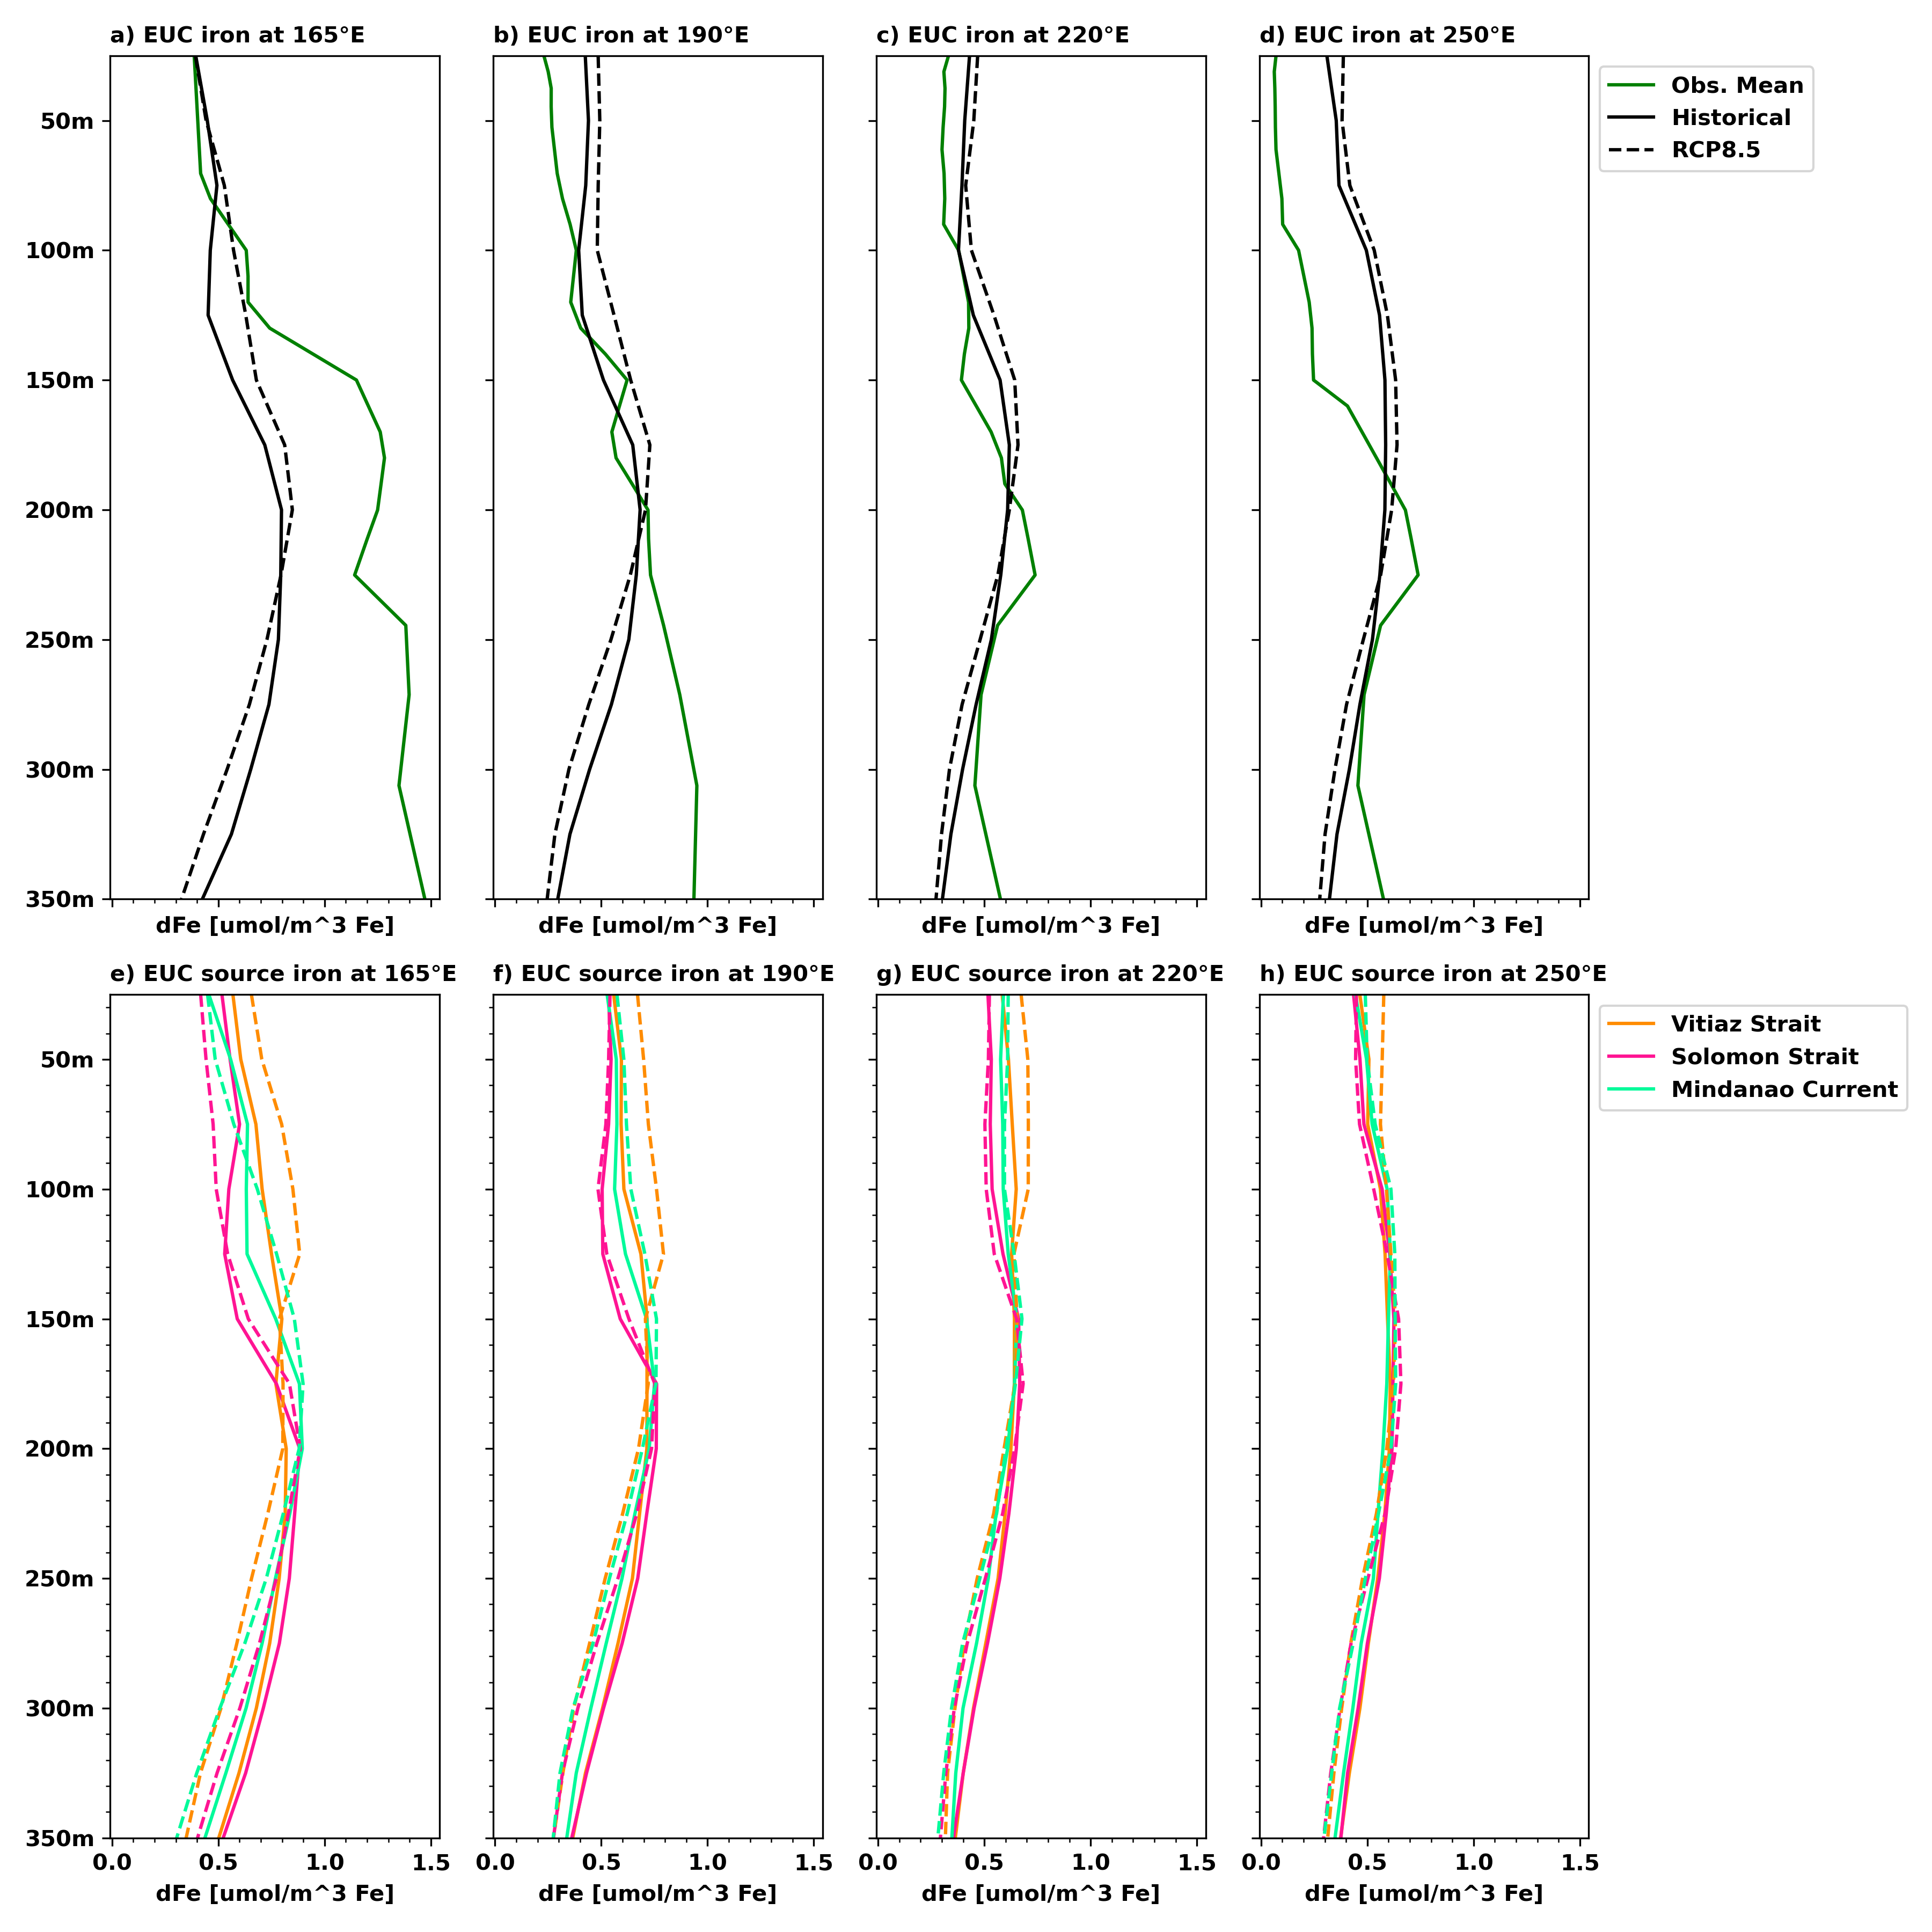 a) EUC iron at 165°E
b) EUC iron at 190°E
c) EUC iron at 220°E
d) EUC iron at 250°E
Obs. Mean
Historical
RCP8.5
50m
100m
150m
200m
250m
300m
350m
dFe [umol/m^3 Fe]
dFe [umol/m^3 Fe]
dFe [umol/m^3 Fe]
dFe [umol/m^3 Fe]
e) EUC source iron at 165°E
f) EUC source iron at 190°E
g) EUC source iron at 220°E
h) EUC source iron at 250°E
Vitiaz Strait
Solomon Strait
Mindanao Current
50m
100m
150m
200m
250m
300m
350m
0.0 0.5 1.0 1.5
0.0 0.5 1.0 1.5
0.0 0.5 1.0 1.5
0.0 0.5 1.0 1.5
dFe [umol/m^3 Fe]
dFe [umol/m^3 Fe]
dFe [umol/m^3 Fe]
dFe [umol/m^3 Fe]